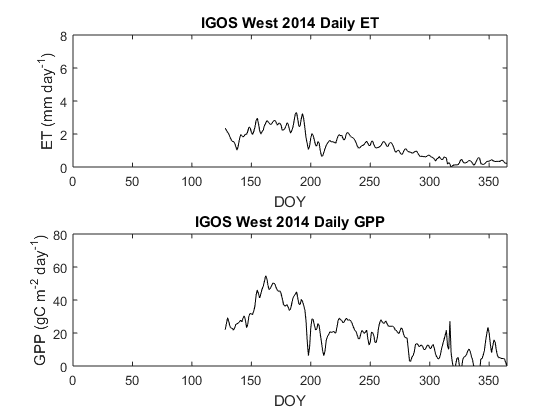 IGOS West 2014 Daily ET
8
6
4
2
0
ET (mm day⁻¹)
0 50 100 150 200 250 300 350
DOY
IGOS West 2014 Daily GPP
80
60
40
20
0
GPP (gC m⁻² day⁻¹)
0 50 100 150 200 250 300 350
DOY